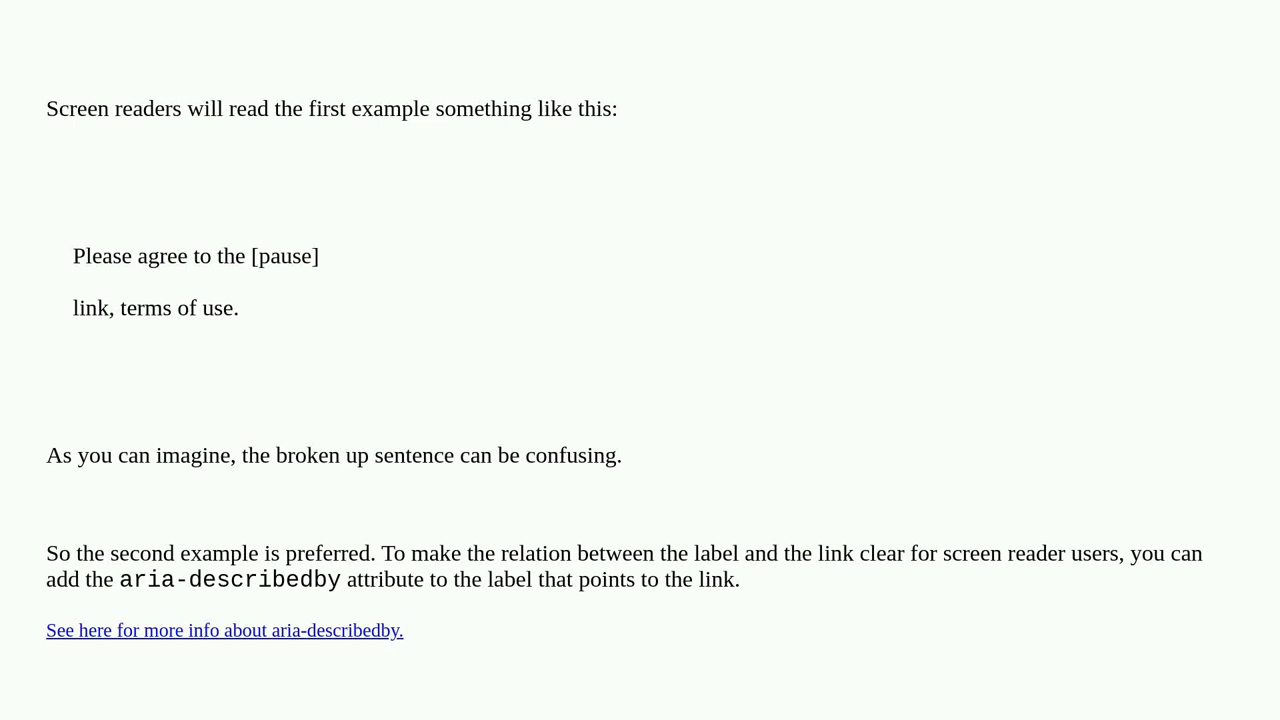 Screen readers will read the first example something like this:
Please agree to the [pause]
link, terms of use.
As you can imagine, the broken up sentence can be confusing.
So the second example is preferred. To make the relation between the label and the link clear for screen reader users, you can
add the aria-describedby attribute to the label that points to the link.
See here for more info about aria-describedby.